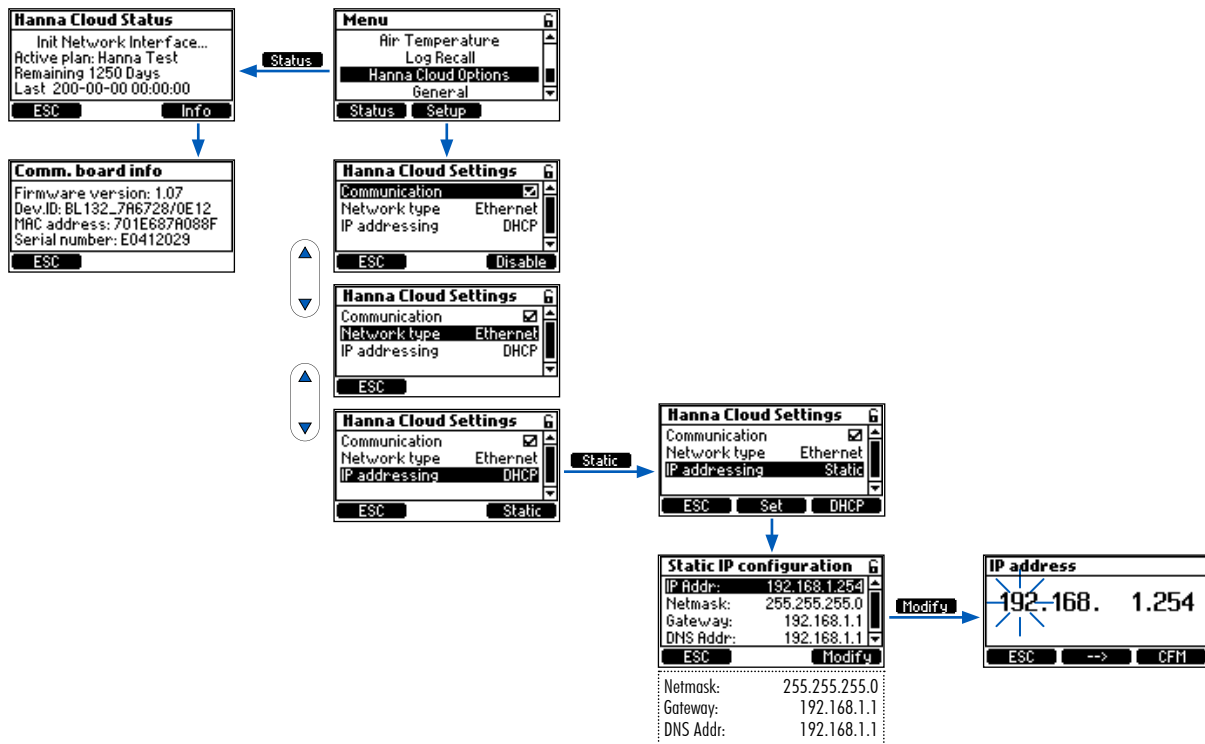 Hanna Cloud Status
Init Network Interface...
Active plan: Hanna Test
Remaining 1250 Days
Last 200-00-00 00:00:00
ESC Info
Status
Menu
Air Temperature
Log Recall
Hanna Cloud Options
General
Status Setup
Comm. board info
Firmware version: 1.07
Dev.ID: BL132_7A6728/0E12
MAC address: 701E687A088F
Serial number: E0412029
ESC
Hanna Cloud Settings
Communication
Network type Ethernet
IP addressing DHCP
ESC Disable
Hanna Cloud Settings
Communication
Network type Ethernet
IP addressing DHCP
ESC
Hanna Cloud Settings
Communication
Network type Ethernet
IP addressing DHCP
ESC Static
Static
Hanna Cloud Settings
Communication
Network type Ethernet
IP addressing Static
ESC Set DHCP
Static IP configuration
IP Addr: 192.168.1.254
Netmask: 255.255.255.0
Gateway: 192.168.1.1
DNS Addr: 192.168.1.1
ESC Modify
Netmask: 255.255.255.0
Gateway: 192.168.1.1
DNS Addr: 192.168.1.1
Modify
IP address
192.168. 1.254
ESC --> CFM